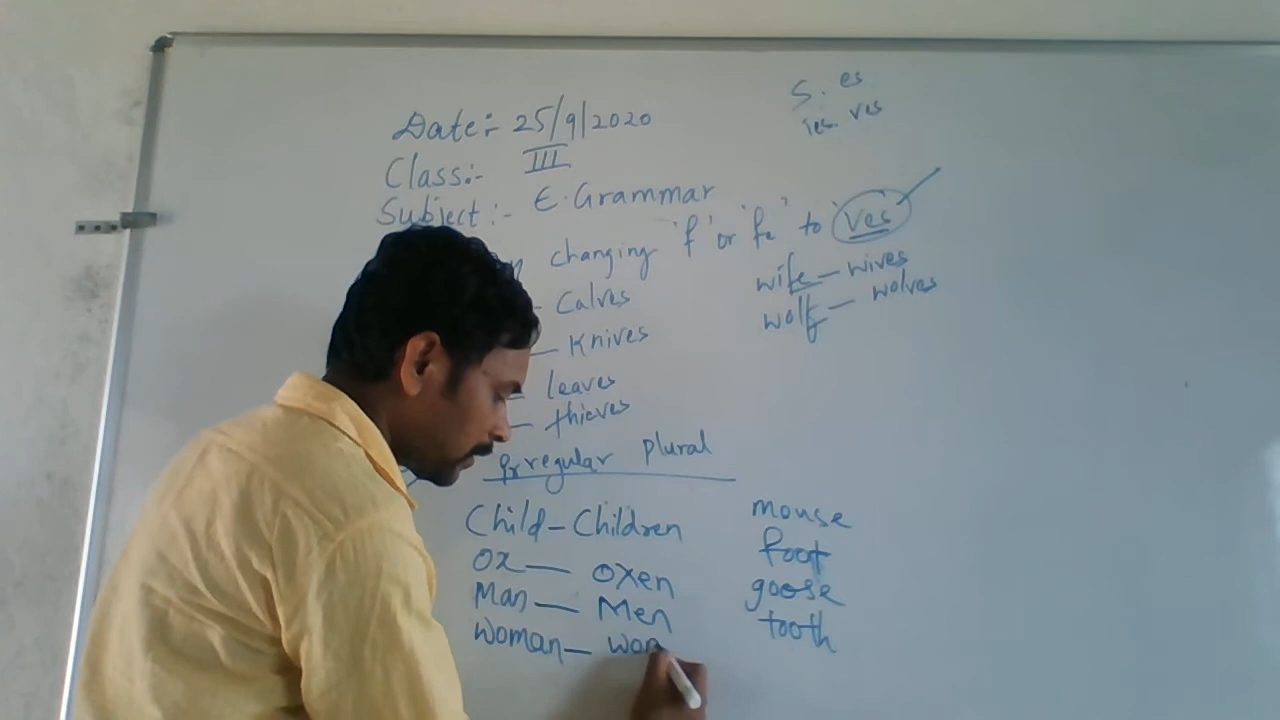 S. es
ies ves
Date:- 25/9/2020
Class:- III
Subject:- E.Grammar
changing 'f' or 'fe' to 'ves'
– Calves
– Knives
– leaves
– thieves
wife – wives
wolf – wolves
Irregular plural
Child – Children
Ox – Oxen
Man – Men
Woman – wom
mouse
foot
goose
tooth